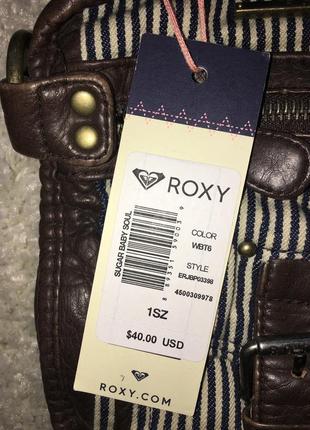 ROXY
SUGAR BABY SOUL
COLOR
WBT6
STYLE
ERJBP03398
4500309978
1SZ
$40.00 USD
ROXY.COM